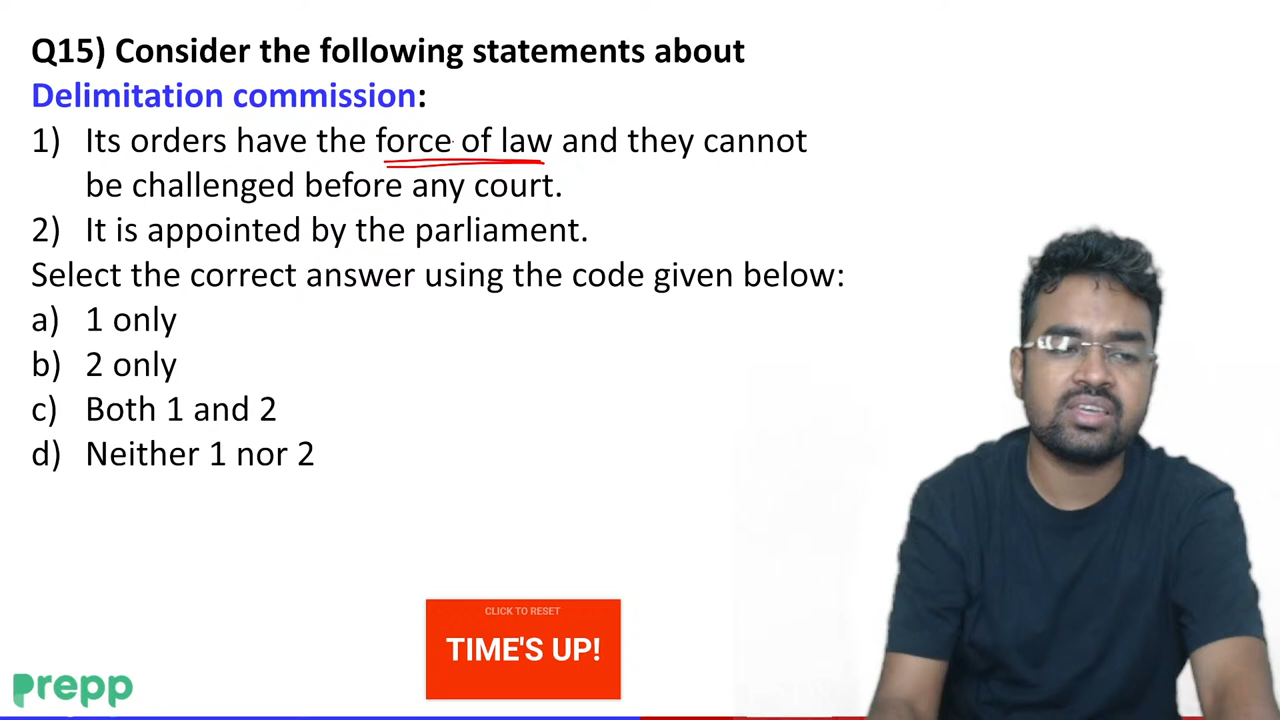 Q15) Consider the following statements about
Delimitation commission:
1) Its orders have the force of law and they cannot
be challenged before any court.
2) It is appointed by the parliament.
Select the correct answer using the code given below:
a) 1 only
b) 2 only
c) Both 1 and 2
d) Neither 1 nor 2
CLICK TO RESET
TIME'S UP!
prepp